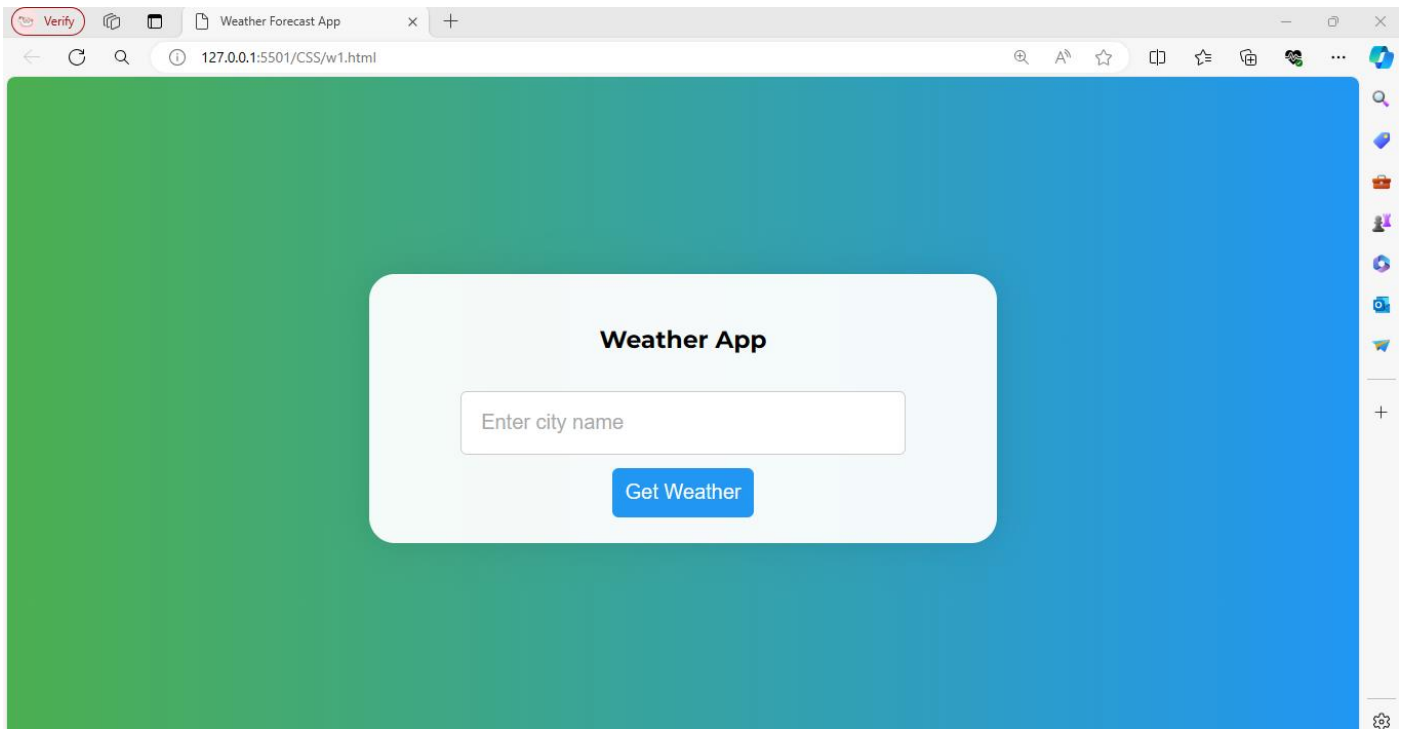 Verify
Weather Forecast App
127.0.0.1:5501/CSS/w1.html
Weather App
Enter city name
Get Weather